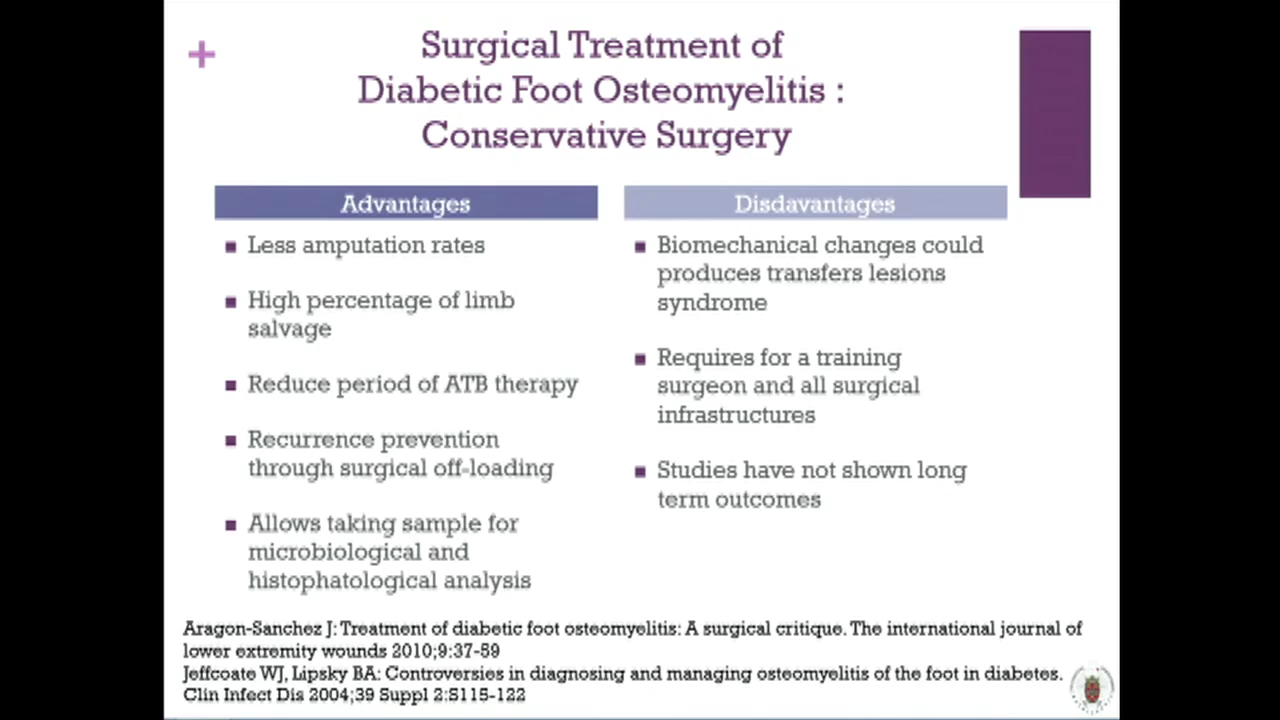 +
Surgical Treatment of
Diabetic Foot Osteomyelitis :
Conservative Surgery
Advantages
Less amputation rates
High percentage of limb
salvage
Reduce period of ATB therapy
Recurrence prevention
through surgical off-loading
Allows taking sample for
microbiological and
histophatological analysis
Disdavantages
Biomechanical changes could
produces transfers lesions
syndrome
Requires for a training
surgeon and all surgical
infrastructures
Studies have not shown long
term outcomes
Aragon-Sanchez J: Treatment of diabetic foot osteomyelitis: A surgical critique. The international journal of
lower extremity wounds 2010;9:37-59
Jeffcoate WJ, Lipsky BA: Controversies in diagnosing and managing osteomyelitis of the foot in diabetes.
Clin Infect Dis 2004;39 Suppl 2:S115-122